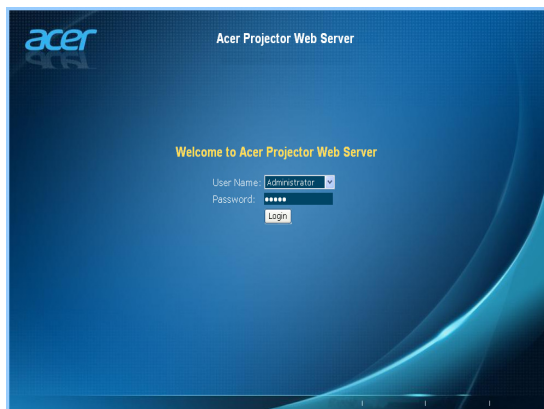 acer
Acer Projector Web Server
Welcome to Acer Projector Web Server
User Name: Administrator
Password: •••••
Login